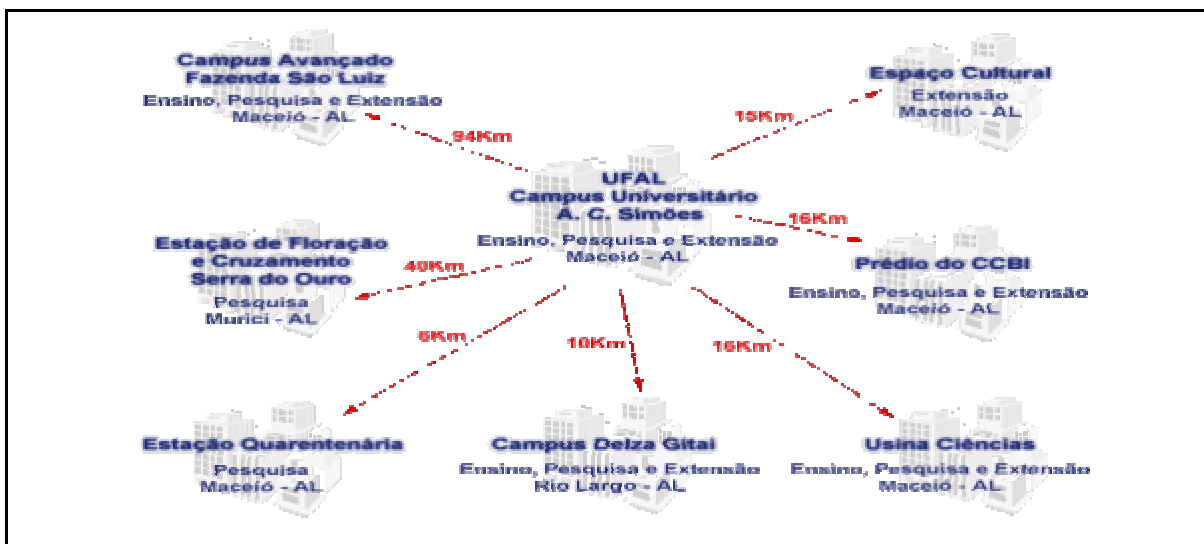 Campus Avançado
Fazenda São Luiz
Ensino, Pesquisa e Extensão
Maceió - AL
94Km
Espaço Cultural
Extensão
Maceió - AL
15Km
UFAL
Campus Universitário
A. C. Simões
Ensino, Pesquisa e Extensão
Maceió - AL
Estação de Floração
e Cruzamento
Serra do Ouro
Pesquisa
Murici - AL
40Km
16Km
Prédio do CCBI
Ensino, Pesquisa e Extensão
Maceió - AL
6Km
10Km
16Km
Estação Quarentenária
Pesquisa
Maceió - AL
Campus Delza Gitai
Ensino, Pesquisa e Extensão
Rio Largo - AL
Usina Ciências
Ensino, Pesquisa e Extensão
Maceió - AL